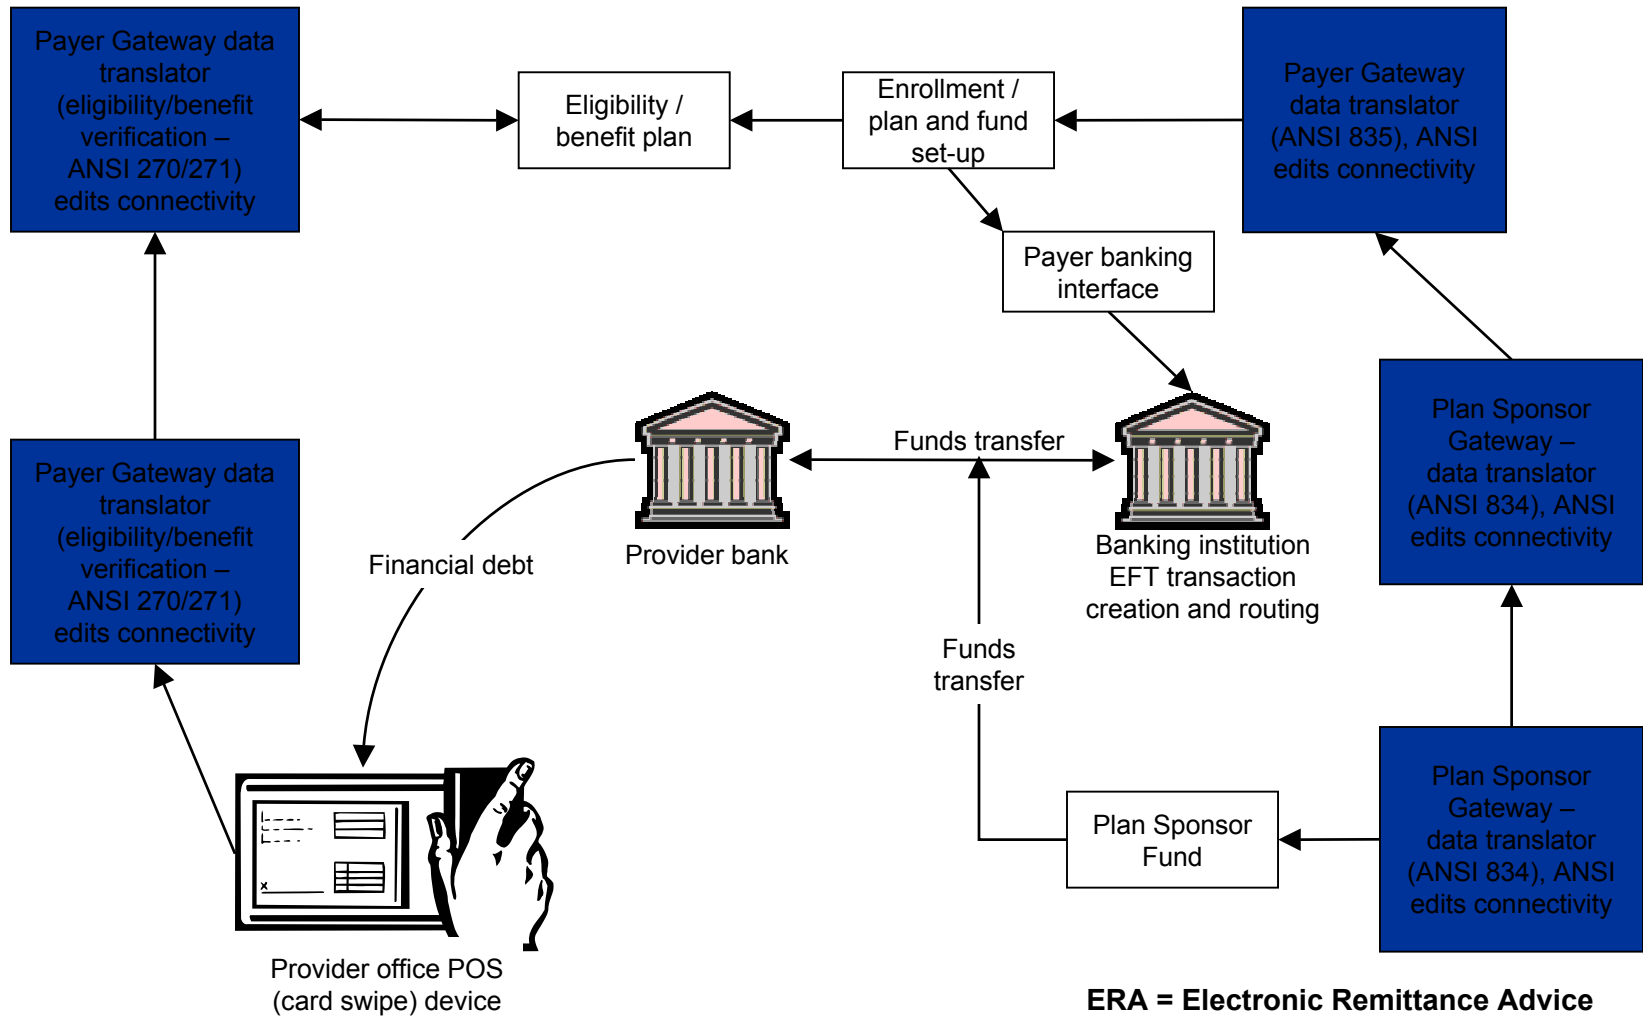 Payer Gateway data
translator
(eligibility/benefit
verification –
ANSI 270/271)
edits connectivity
Eligibility /
benefit plan
Enrollment /
plan and fund
set-up
Payer Gateway
data translator
(ANSI 835), ANSI
edits connectivity
Payer banking
interface
Payer Gateway data
translator
(eligibility/benefit
verification –
ANSI 270/271)
edits connectivity
Funds transfer
Plan Sponsor
Gateway –
data translator
(ANSI 834), ANSI
edits connectivity
Financial debt
Provider bank
Banking institution
EFT transaction
creation and routing
Funds
transfer
Plan Sponsor
Fund
Plan Sponsor
Gateway –
data translator
(ANSI 834), ANSI
edits connectivity
x
Provider office POS
(card swipe) device
ERA = Electronic Remittance Advice